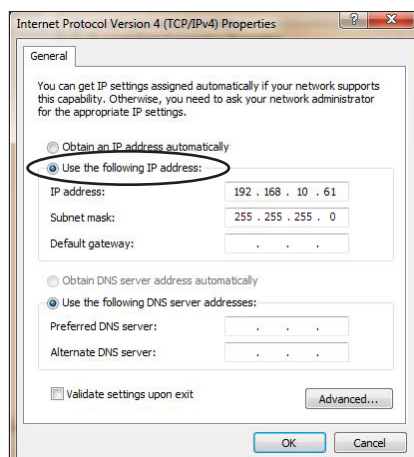 Internet Protocol Version 4 (TCP/IPv4) Properties
General
You can get IP settings assigned automatically if your network supports
this capability. Otherwise, you need to ask your network administrator
for the appropriate IP settings.
Obtain an IP address automatically
Use the following IP address:
IP address: 192 . 168 . 10 . 61
Subnet mask: 255 . 255 . 255 . 0
Default gateway: . . .
Obtain DNS server address automatically
Use the following DNS server addresses:
Preferred DNS server: . . .
Alternate DNS server: . . .
Validate settings upon exit
Advanced...
OK Cancel